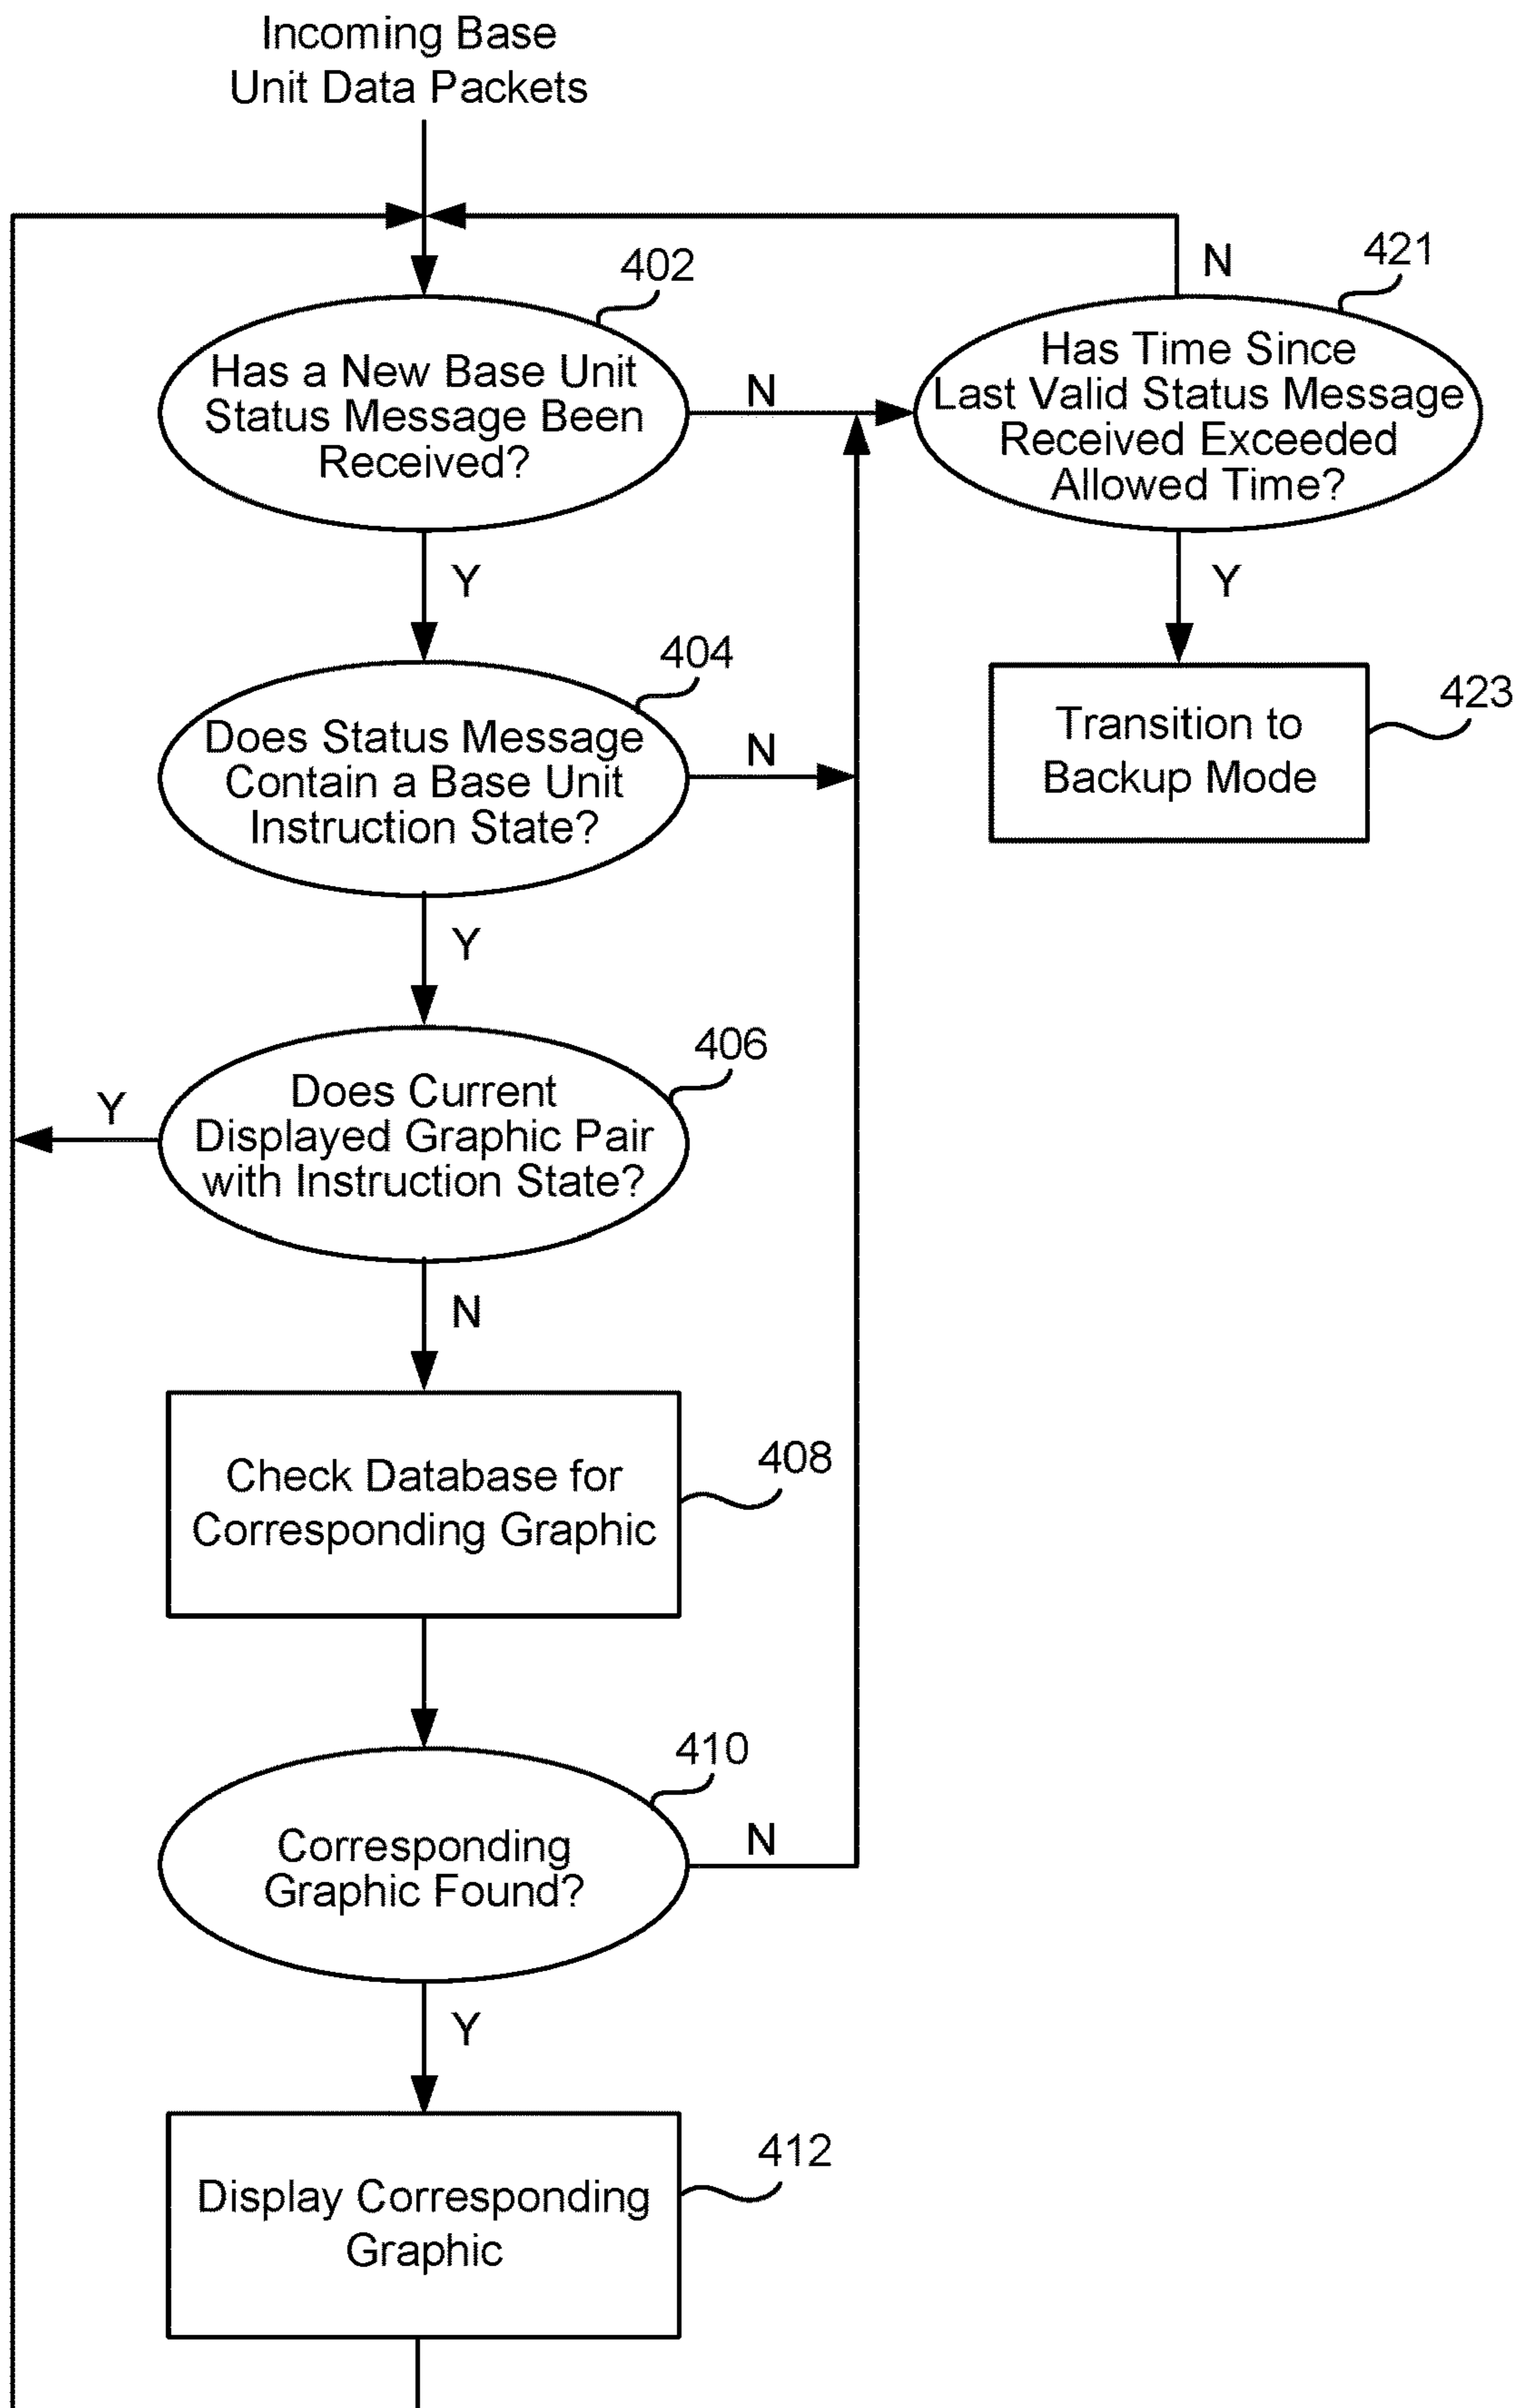 Incoming Base
Unit Data Packets
402
Has a New Base Unit
Status Message Been
Received?
N
Y
421
N
Has Time Since
Last Valid Status Message
Received Exceeded
Allowed Time?
Y
423
Transition to
Backup Mode
404
Does Status Message
Contain a Base Unit
Instruction State?
N
Y
406
Does Current
Displayed Graphic Pair
with Instruction State?
Y
N
408
Check Database for
Corresponding Graphic
410
Corresponding
Graphic Found?
N
Y
412
Display Corresponding
Graphic